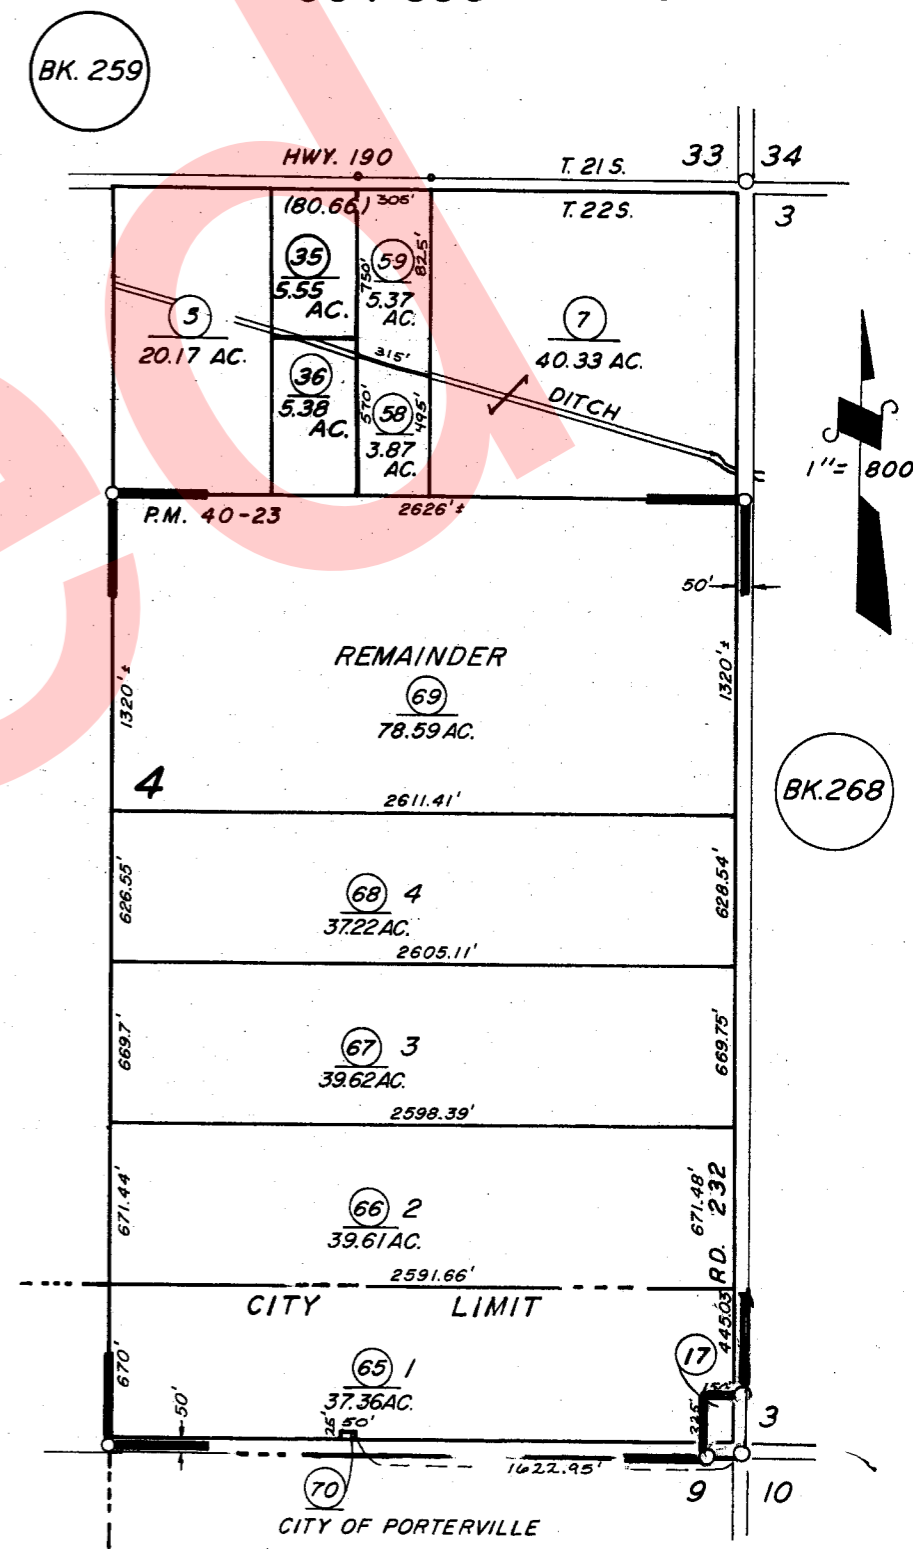 BK. 259
HWY. 190
T. 21 S.
33
34
(80.66)
305'
T. 22 S.
3
35
5.55
AC.
59
750'
825'
5.37
AC.
5
20.17 AC.
7
40.33 AC.
315'
36
5.38
AC.
570'
58
495'
3.87
AC.
DITCH
1"= 800
P.M. 40-23
2626'±
50'
REMAINDER
69
78.59 AC.
1320'±
1320'±
4
2611.41'
BK.268
626.55'
68 4
37.22 AC.
628.54'
2605.11'
669.7'
67 3
39.62 AC.
669.75'
2598.39'
671.44'
66 2
39.61 AC.
671.48'
RD. 232
2591.66'
CITY LIMIT
445.03
670'
65 1
37.36 AC.
17
50'
25'
50'
325'
3
1622.95'
70
9
10
CITY OF PORTERVILLE